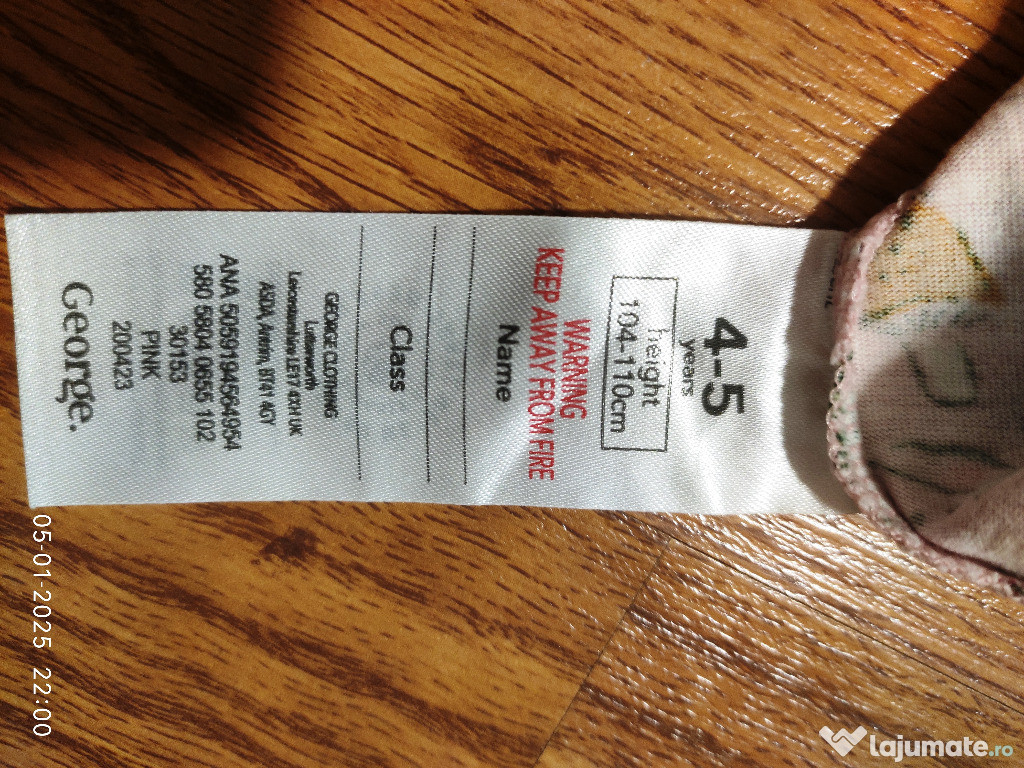 4-5
years
height
104-110cm
WARNING
KEEP AWAY FROM FIRE
Name
Class
GEORGE CLOTHING
Lutterworth
Leicestershire LE17 4XH UK
ASDA Antrim, BT41 4GY
ANA 5059194564954
580 5804 0655 102
30153
PINK
200423
George.
05-01-2025 22:00
lajumate.ro